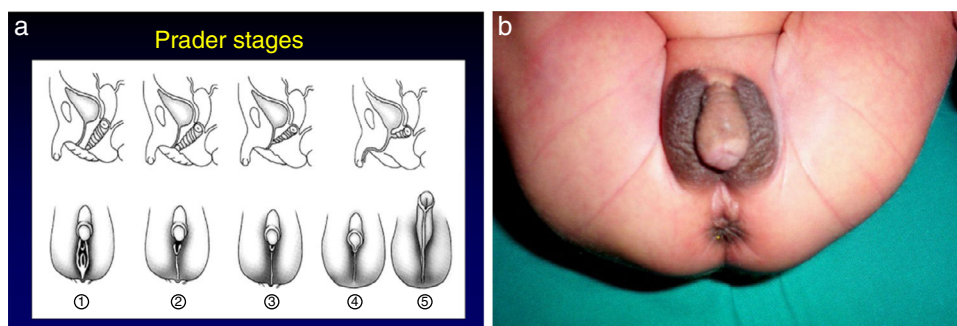 a
Prader stages
① ② ③ ④ ⑤
b